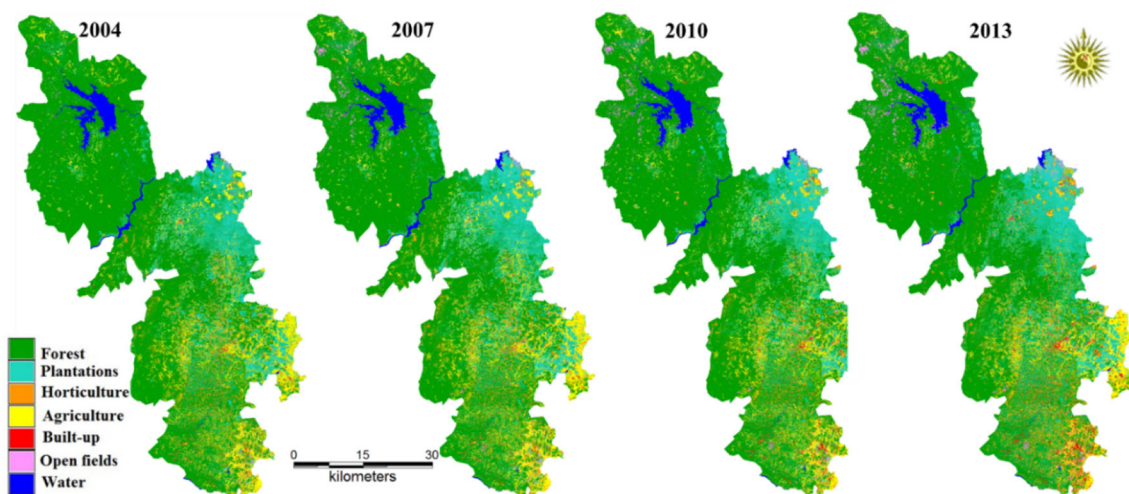 2004
2007
2010
2013
Forest
Plantations
Horticulture
Agriculture
Built-up
Open fields
Water
0 15 30
kilometers